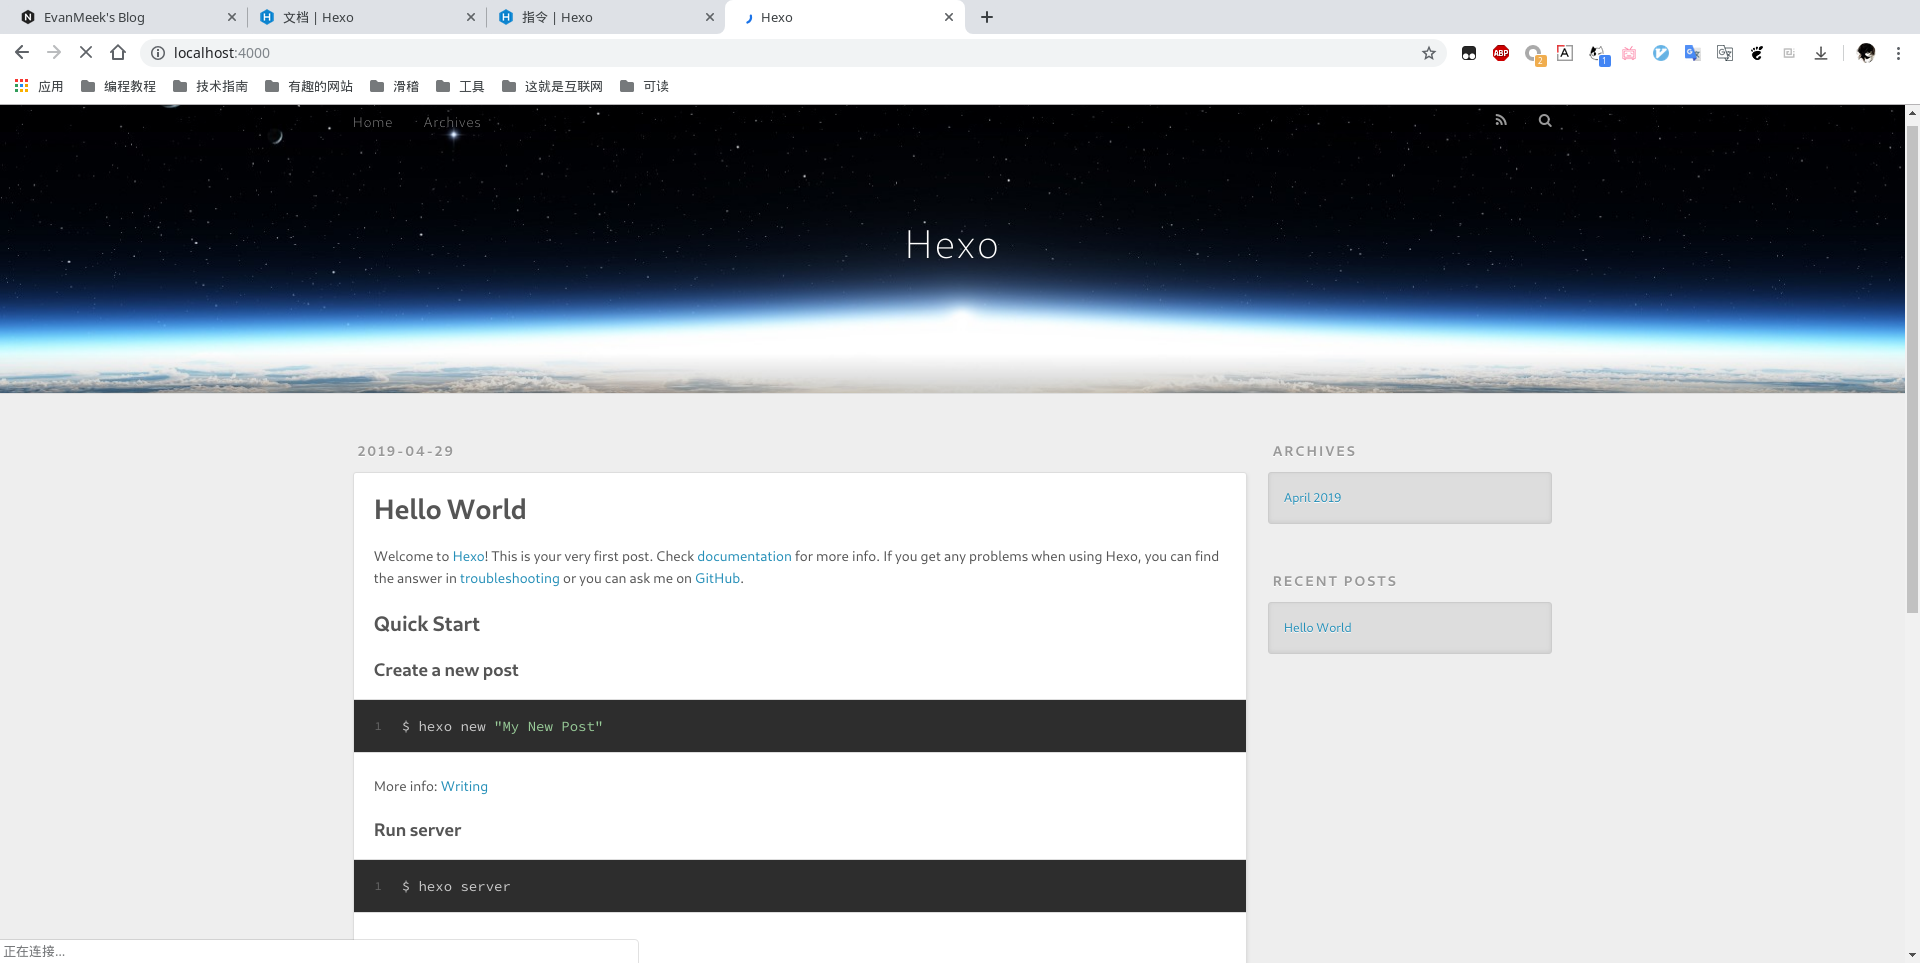 EvanMeek's Blog
文档 | Hexo
指令 | Hexo
Hexo
localhost:4000
ABP
2
A
1
应用
编程教程
技术指南
有趣的网站
滑稽
工具
这就是互联网
可读
Home
Archives
Hexo
2019-04-29
Hello World
Welcome to Hexo! This is your very first post. Check documentation for more info. If you get any problems when using Hexo, you can find
the answer in troubleshooting or you can ask me on GitHub.
Quick Start
Create a new post
1 $ hexo new "My New Post"
More info: Writing
Run server
1 $ hexo server
ARCHIVES
April 2019
RECENT POSTS
Hello World
正在连接...